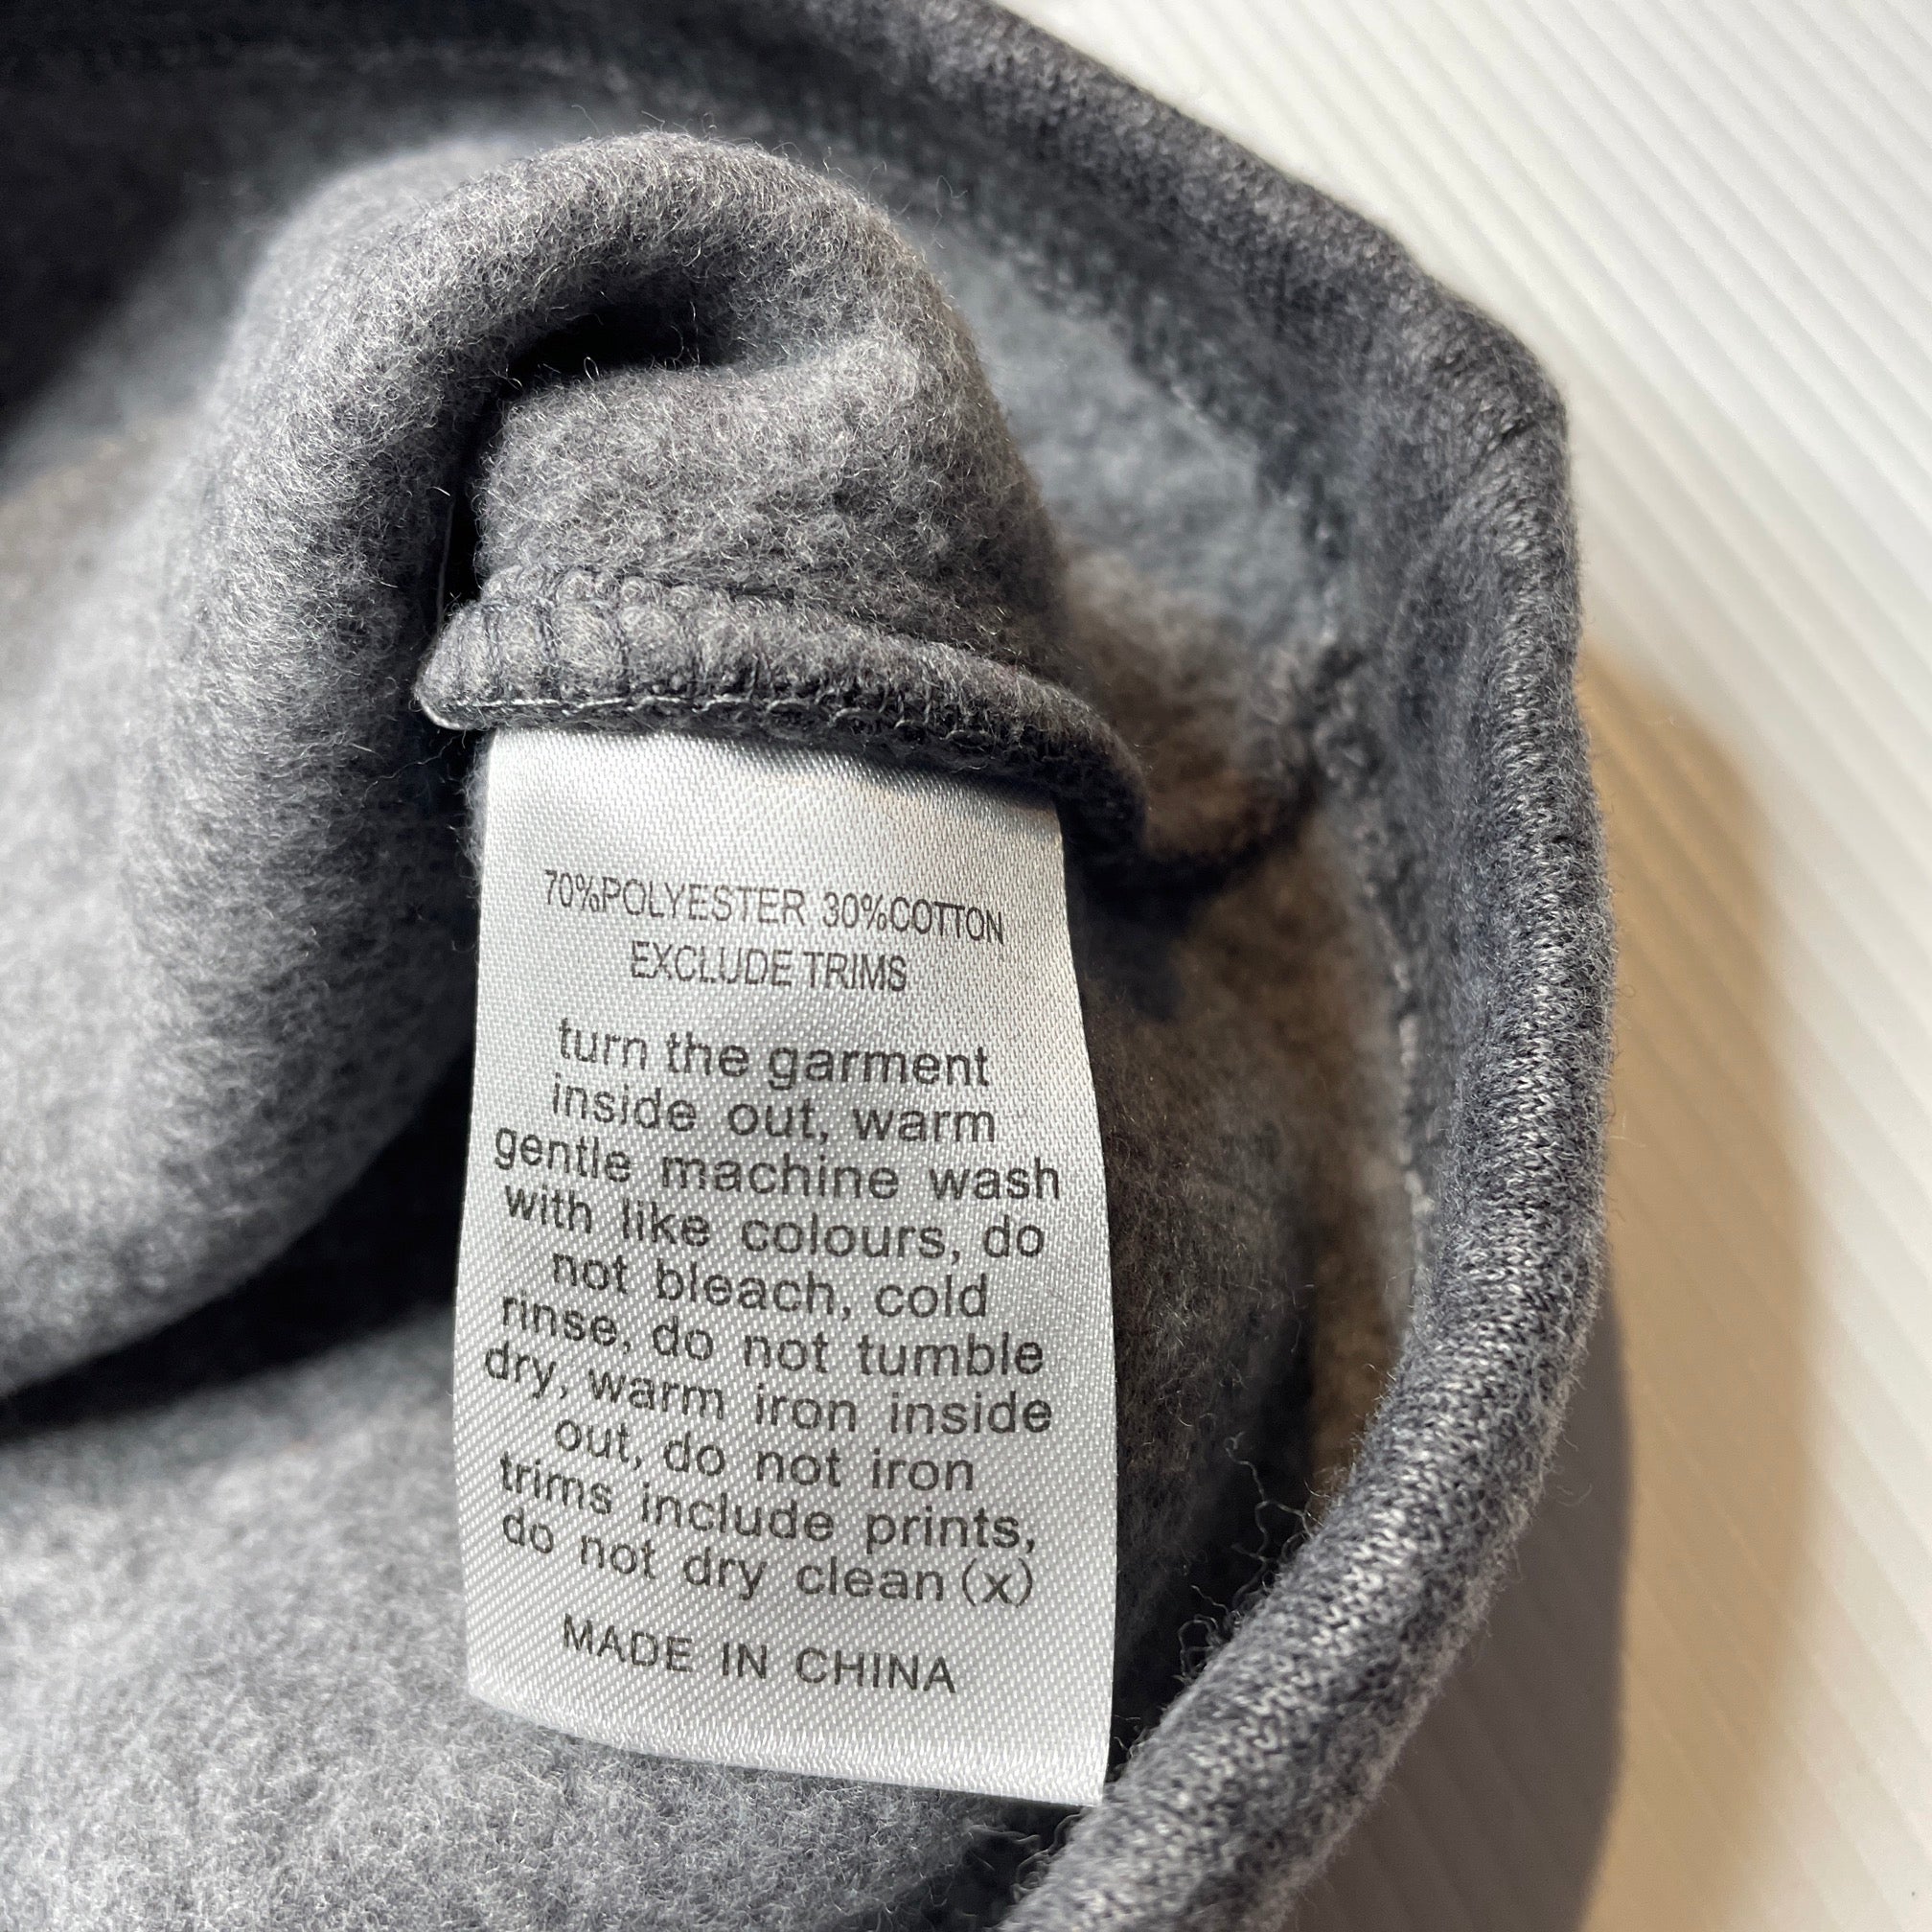 70%POLYESTER 30%COTTON
EXCLUDE TRIMS
turn the garment
inside out, warm
gentle machine wash
with like colours, do
not bleach, cold
rinse, do not tumble
dry, warm iron inside
out, do not iron
trims include prints,
do not dry clean (x)
MADE IN CHINA